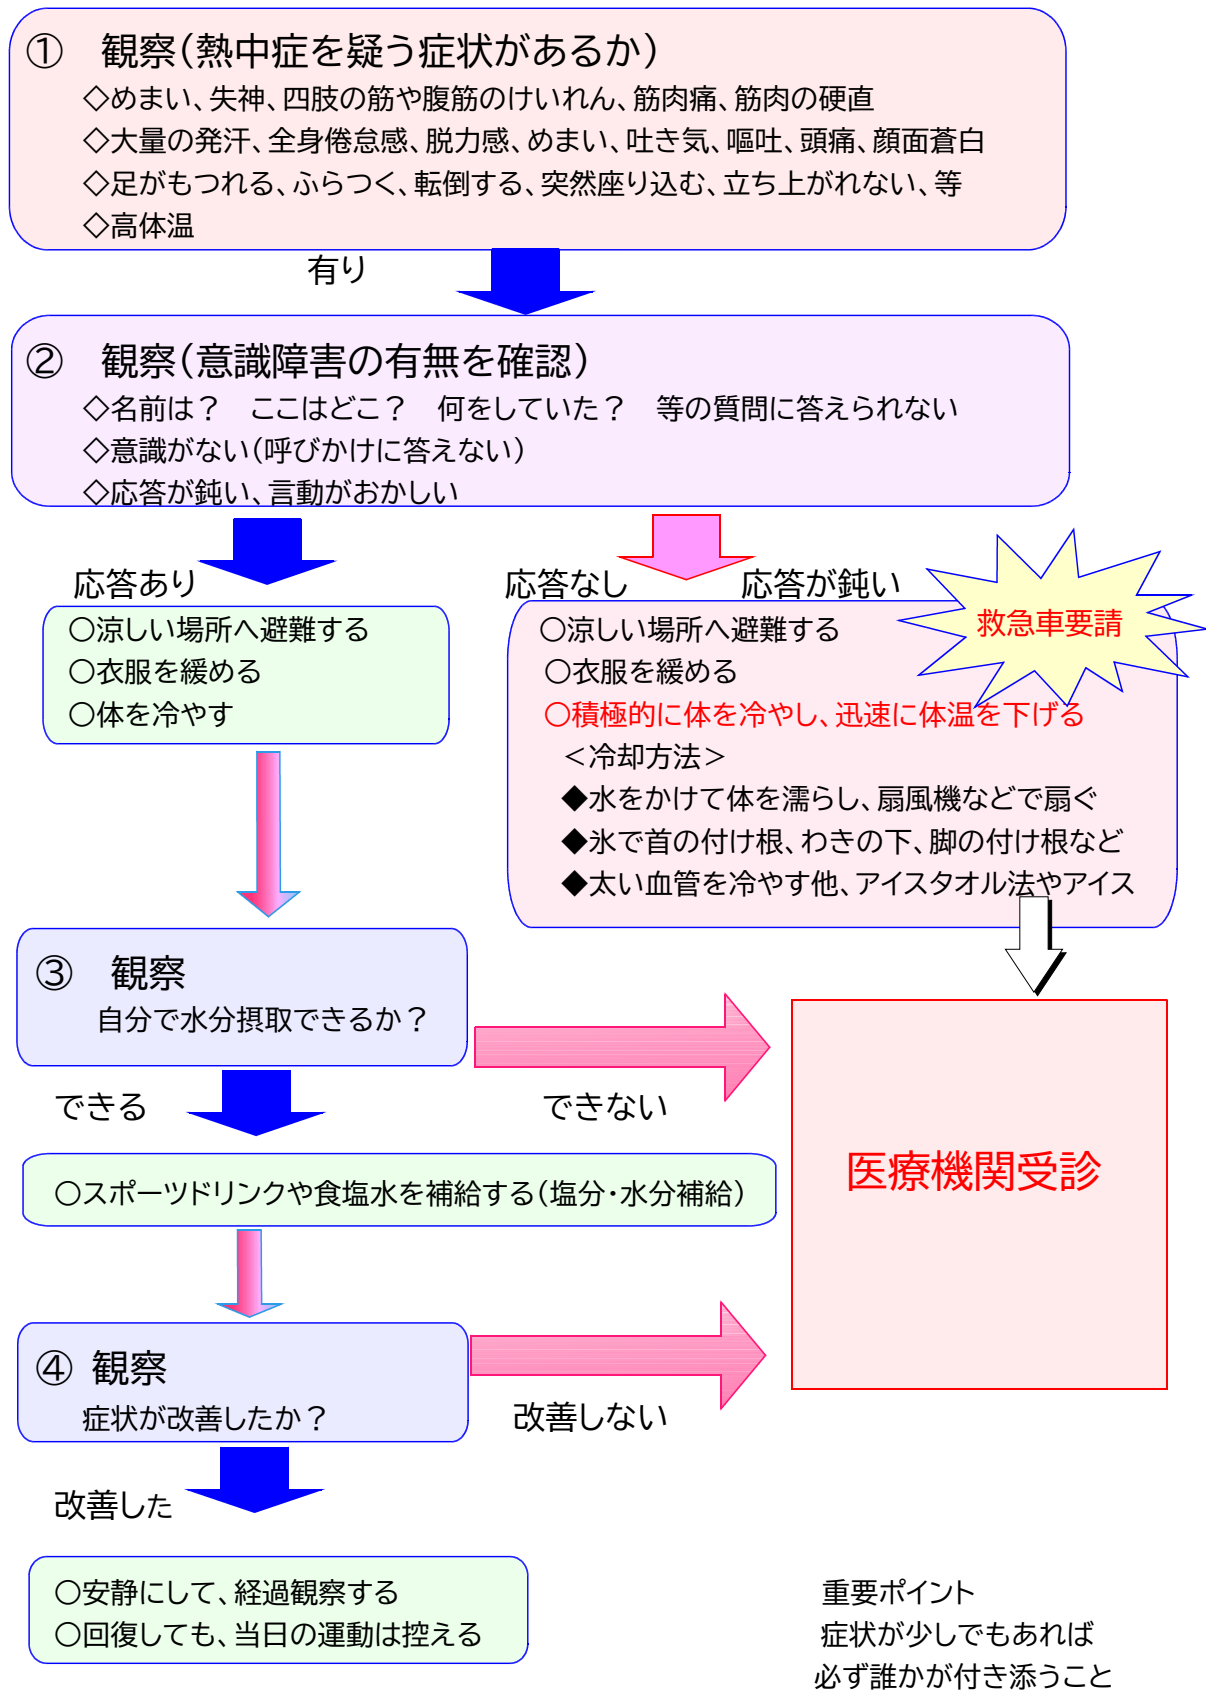 ① 観察(熱中症を疑う症状があるか)
◇めまい、失神、四肢の筋や腹筋のけいれん、筋肉痛、筋肉の硬直
◇大量の発汗、全身倦怠感、脱力感、めまい、吐き気、嘔吐、頭痛、顔面蒼白
◇足がもつれる、ふらつく、転倒する、突然座り込む、立ち上がれない、等
◇高体温
有り
② 観察(意識障害の有無を確認)
◇名前は? ここはどこ? 何をしていた? 等の質問に答えられない
◇意識がない(呼びかけに答えない)
◇応答が鈍い、言動がおかしい
応答あり
○涼しい場所へ避難する
○衣服を緩める
○体を冷やす
応答なし 応答が鈍い
救急車要請
○涼しい場所へ避難する
○衣服を緩める
○積極的に体を冷やし、迅速に体温を下げる
<冷却方法>
◆水をかけて体を濡らし、扇風機などで扇ぐ
◆氷で首の付け根、わきの下、脚の付け根など
◆太い血管を冷やす他、アイスタオル法やアイス
③ 観察
自分で水分摂取できるか?
できる
できない
医療機関受診
○スポーツドリンクや食塩水を補給する(塩分・水分補給)
④ 観察
症状が改善したか?
改善しない
改善した
○安静にして、経過観察する
○回復しても、当日の運動は控える
重要ポイント
症状が少しでもあれば
必ず誰かが付き添うこと